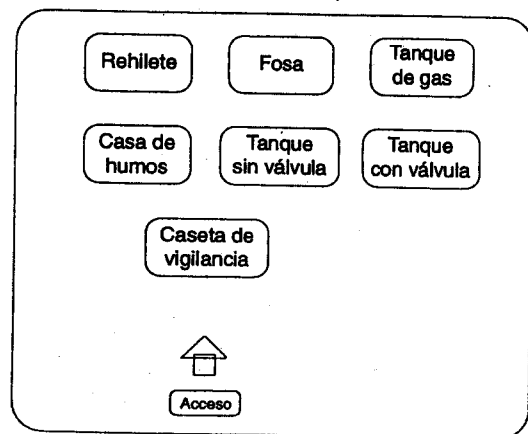 Rehilete
Fosa
Tanque
de gas
Casa de
humos
Tanque
sin válvula
Tanque
con válvula
Caseta de
vigilancia
Acceso